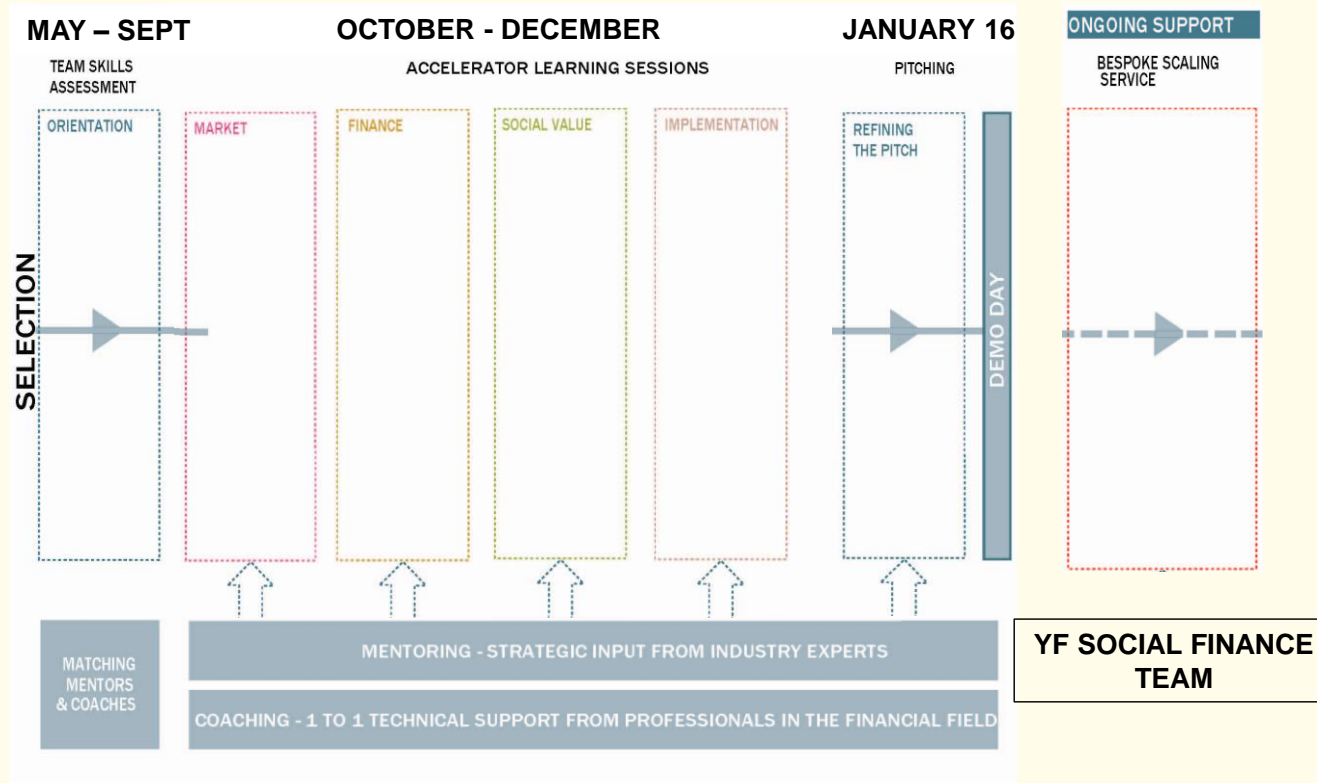 MAY – SEPT
OCTOBER - DECEMBER
JANUARY 16
ONGOING SUPPORT
TEAM SKILLS
ASSESSMENT
ACCELERATOR LEARNING SESSIONS
PITCHING
BESPOKE SCALING
SERVICE
SELECTION
ORIENTATION
MARKET
FINANCE
SOCIAL VALUE
IMPLEMENTATION
REFINING
THE PITCH
DEMO DAY
MATCHING
MENTORS
& COACHES
MENTORING - STRATEGIC INPUT FROM INDUSTRY EXPERTS
COACHING - 1 TO 1 TECHNICAL SUPPORT FROM PROFESSIONALS IN THE FINANCIAL FIELD
YF SOCIAL FINANCE
TEAM